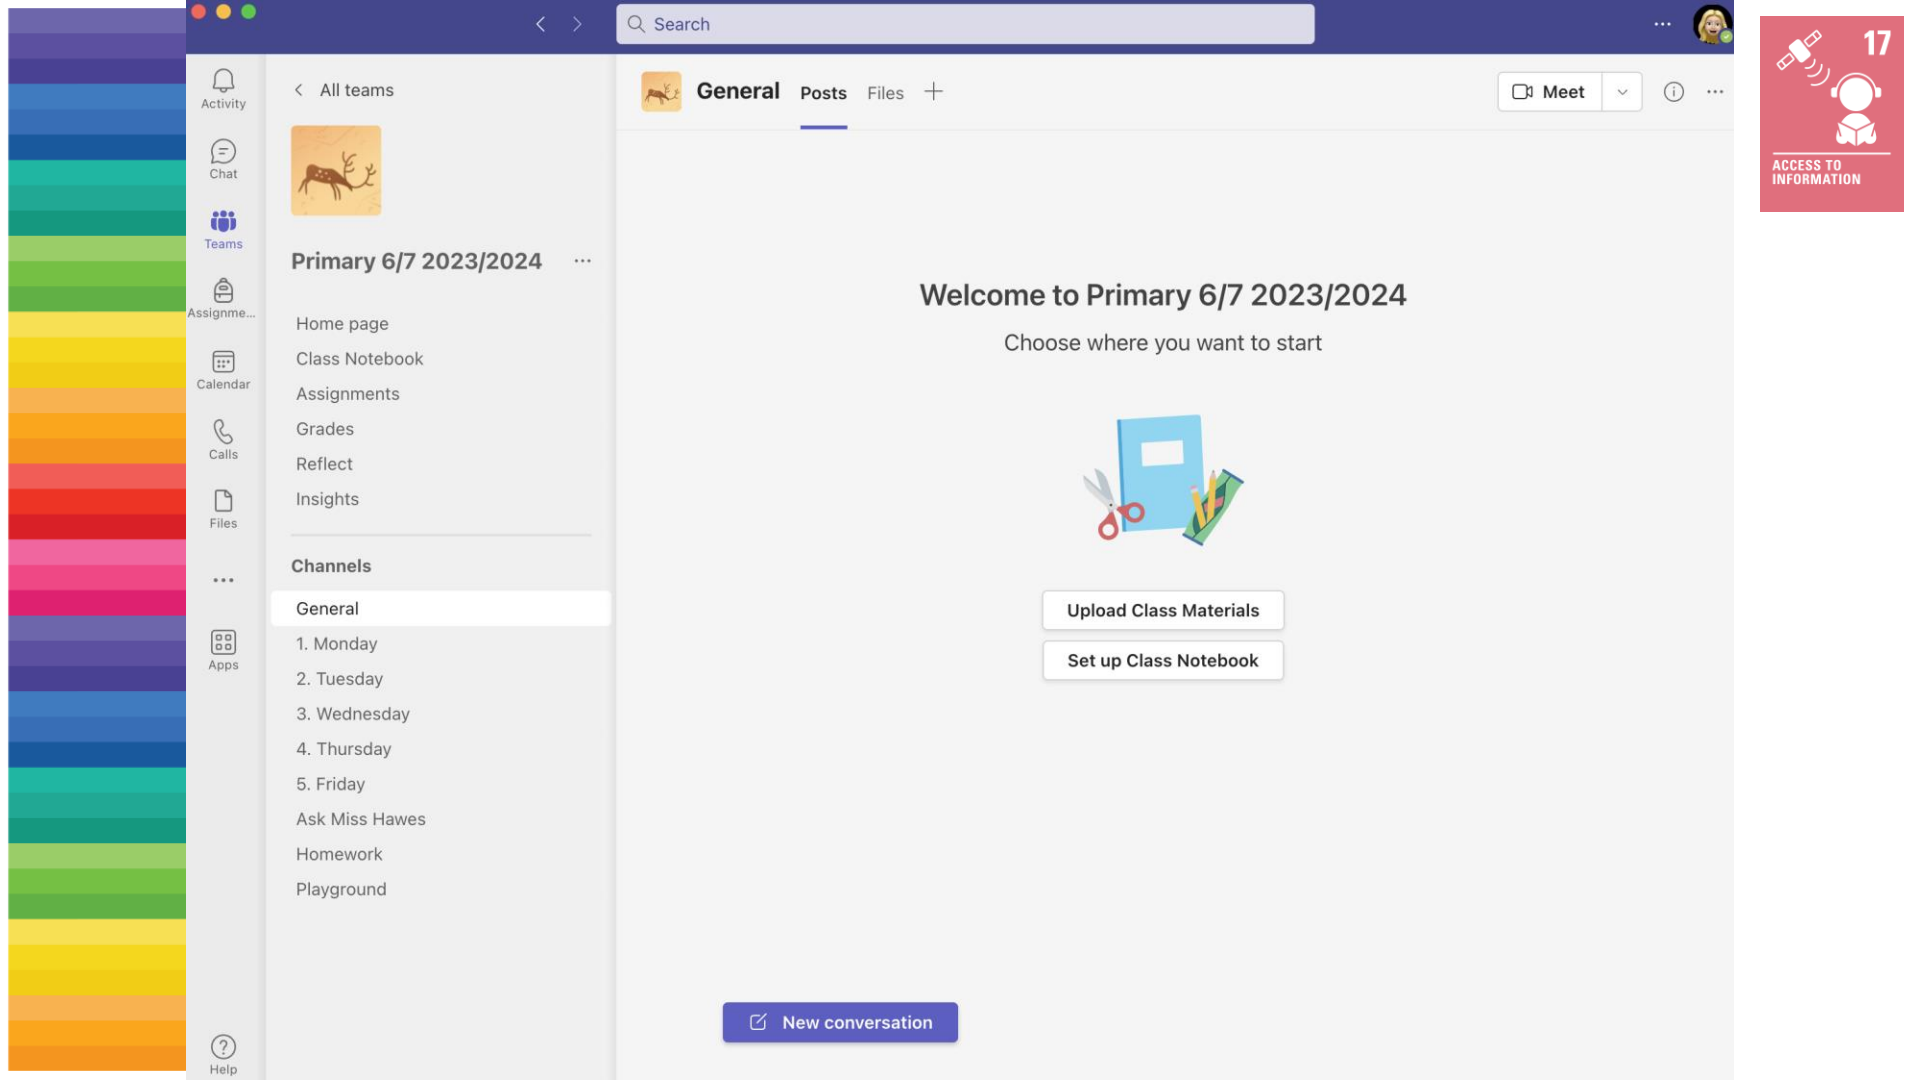 Search
Activity
Chat
Teams
Assignme...
Calendar
Calls
Files
Apps
Help
All teams
Primary 6/7 2023/2024
Home page
Class Notebook
Assignments
Grades
Reflect
Insights
Channels
General
1. Monday
2. Tuesday
3. Wednesday
4. Thursday
5. Friday
Ask Miss Hawes
Homework
Playground
General Posts Files
Meet
Welcome to Primary 6/7 2023/2024
Choose where you want to start
Upload Class Materials
Set up Class Notebook
New conversation
17
ACCESS TO
INFORMATION